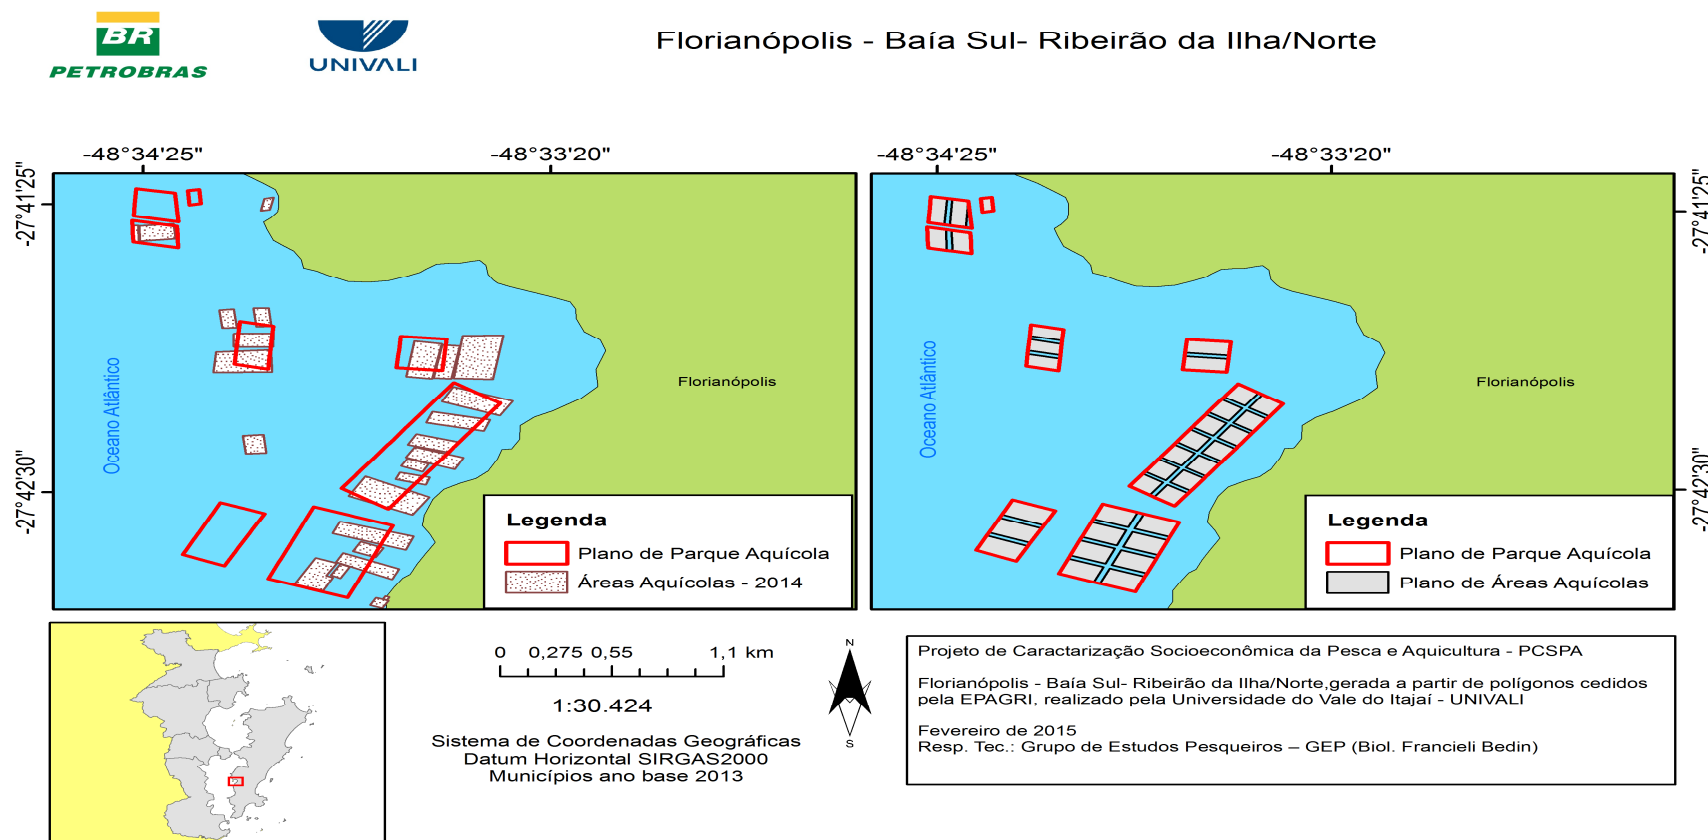 BR
PETROBRAS
UNIVALI
Florianópolis - Baía Sul- Ribeirão da Ilha/Norte
-48°34'25"
-48°33'20"
-27°41'25"
-27°42'30"
Oceano Atlântico
Florianópolis
Legenda
Plano de Parque Aquícola
Áreas Aquícolas - 2014
-48°34'25"
-48°33'20"
-27°41'25"
-27°42'30"
Oceano Atlântico
Florianópolis
Legenda
Plano de Parque Aquícola
Plano de Áreas Aquícolas
0 0,275 0,55 1,1 km
1:30.424
Sistema de Coordenadas Geográficas
Datum Horizontal SIRGAS2000
Municípios ano base 2013
N
S
Projeto de Caractarização Socioeconômica da Pesca e Aquicultura - PCSPA
Florianópolis - Baía Sul- Ribeirão da Ilha/Norte,gerada a partir de polígonos cedidos
pela EPAGRI, realizado pela Universidade do Vale do Itajaí - UNIVALI
Fevereiro de 2015
Resp. Tec.: Grupo de Estudos Pesqueiros – GEP (Biol. Francieli Bedin)